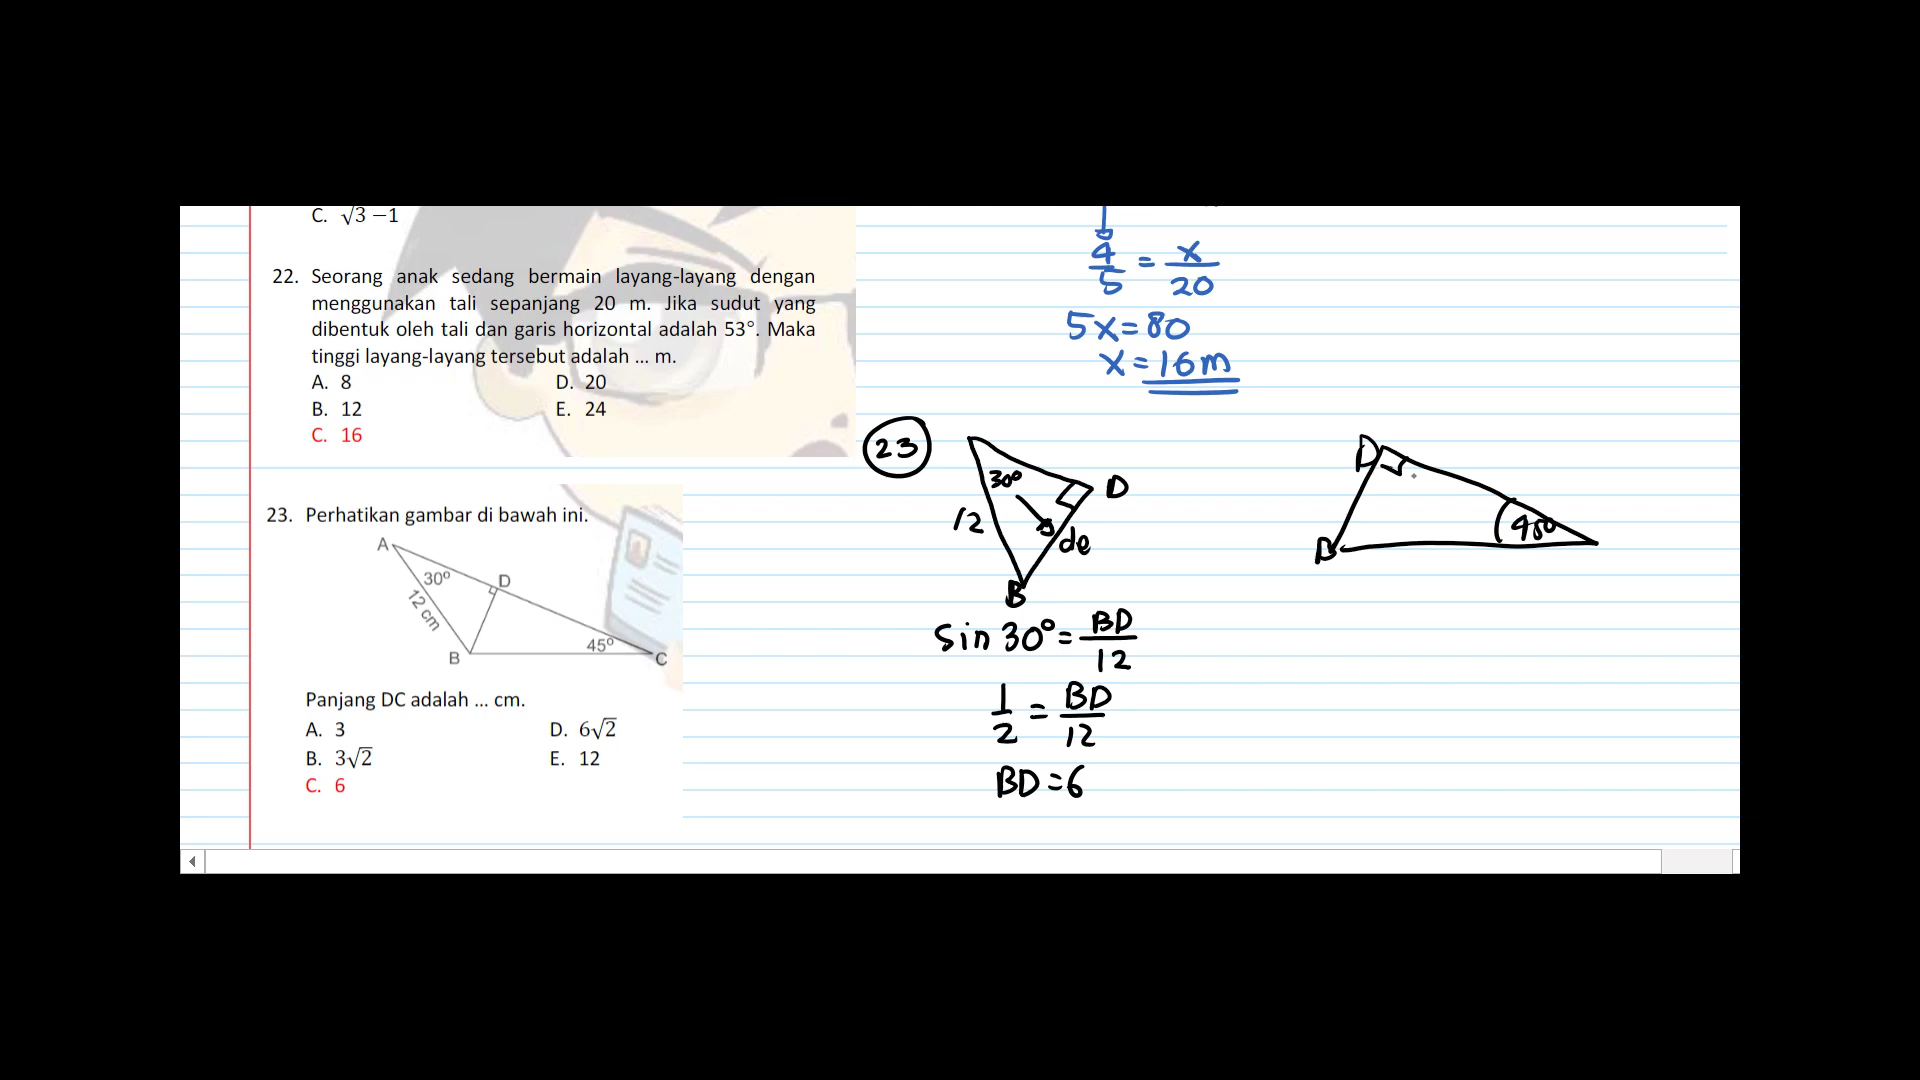 C. √3 −1
22. Seorang anak sedang bermain layang-layang dengan
menggunakan tali sepanjang 20 m. Jika sudut yang
dibentuk oleh tali dan garis horizontal adalah 53°. Maka
tinggi layang-layang tersebut adalah ... m.
A. 8 D. 20
B. 12 E. 24
C. 16
23. Perhatikan gambar di bawah ini.
A
30°
D
12 cm
45°
B
C
Panjang DC adalah ... cm.
A. 3 D. 6√2
B. 3√2 E. 12
C. 6
4/5 = x/20
5x = 80
x = 16 m
23
30°
D
12
de
B
sin 30° = BD/12
1/2 = BD/12
BD = 6
D
45°
B